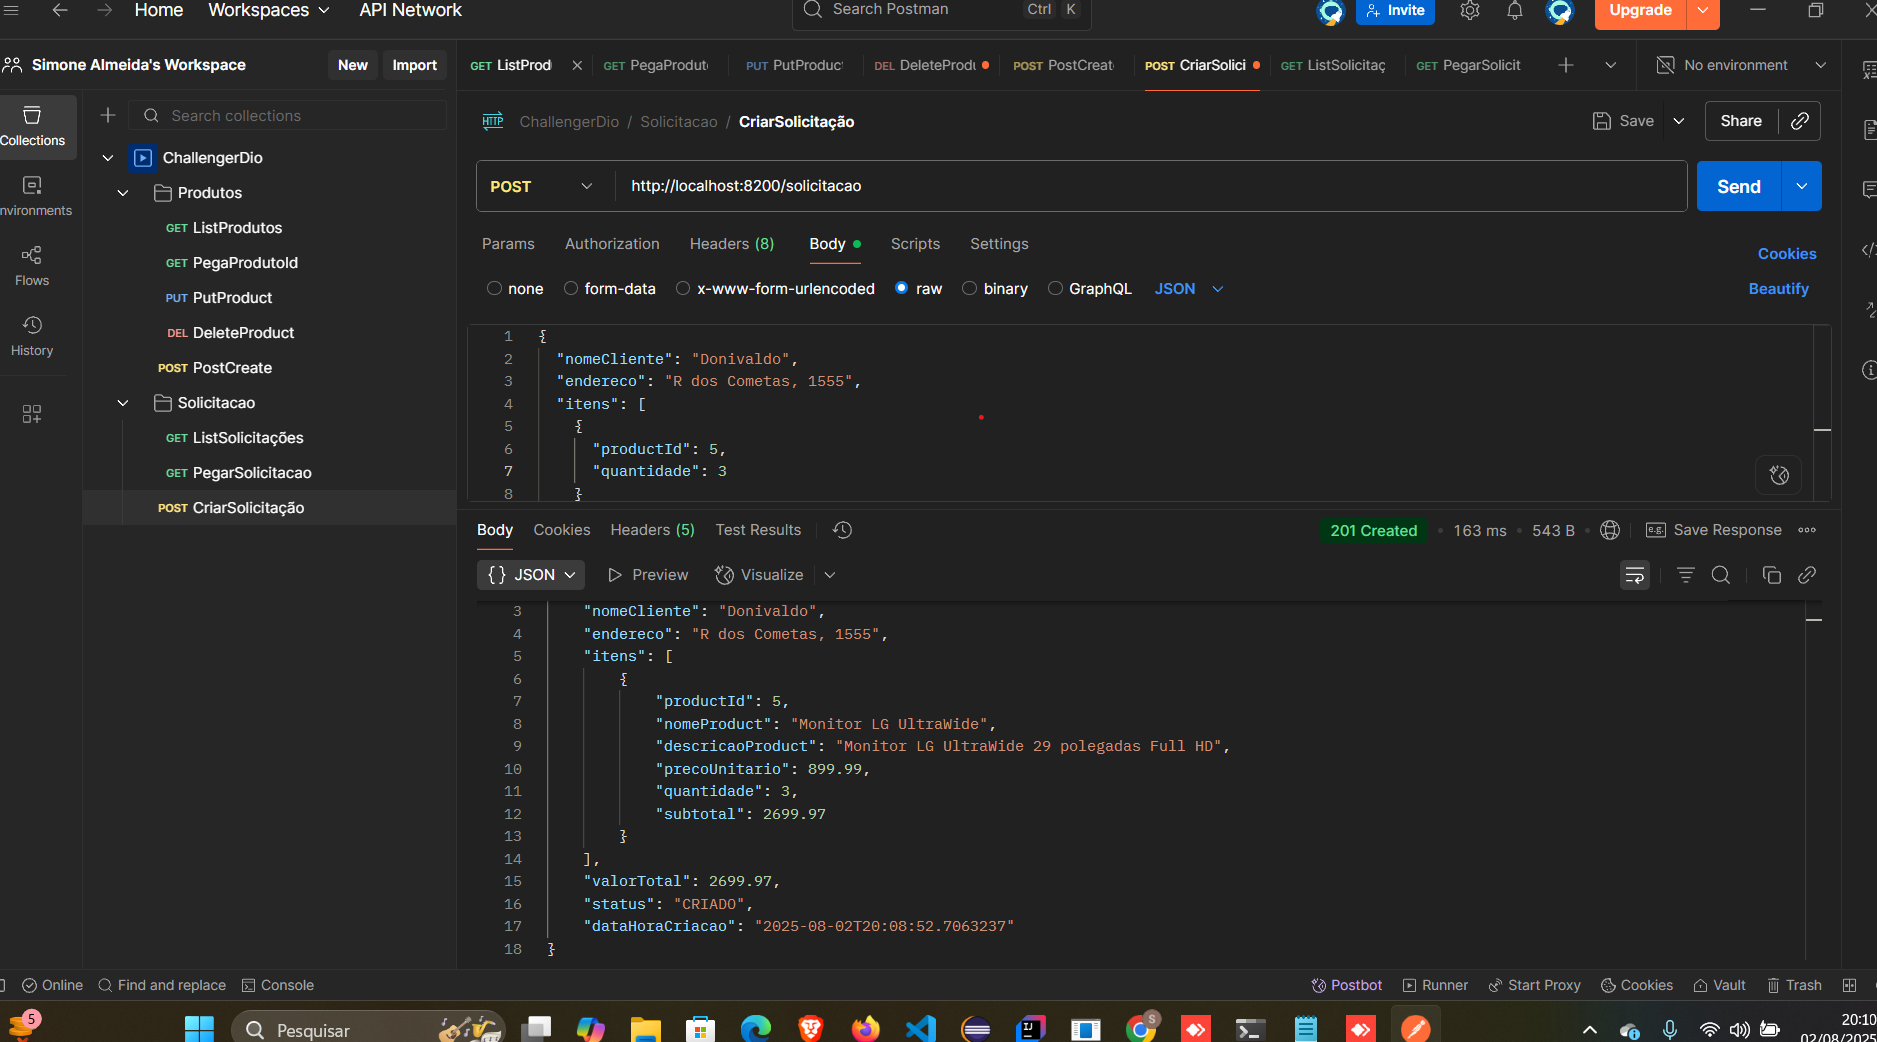 Home Workspaces API Network Search Postman Ctrl K Invite Upgrade
Simone Almeida's Workspace New Import
GET ListProd GET PegaProdut PUT PutProduc DEL DeleteProdu POST PostCreate POST CriarSolici GET ListSolicitaç GET PegarSolicit No environment
Collections
nvironments
Flows
History
Search collections
ChallengerDio
Produtos
GET ListProdutos
GET PegaProdutoId
PUT PutProduct
DEL DeleteProduct
POST PostCreate
Solicitacao
GET ListSolicitações
GET PegarSolicitacao
POST CriarSolicitação
HTTP ChallengerDio / Solicitacao / CriarSolicitação Save Share
POST http://localhost:8200/solicitacao Send
Params Authorization Headers (8) Body Scripts Settings Cookies
none form-data x-www-form-urlencoded raw binary GraphQL JSON Beautify
1 {
2 "nomeCliente": "Donivaldo",
3 "endereco": "R dos Cometas, 1555",
4 "itens": [
5 {
6 "productId": 5,
7 "quantidade": 3
8 }
Body Cookies Headers (5) Test Results 201 Created 163 ms 543 B e.g. Save Response
{} JSON Preview Visualize
3 "nomeCliente": "Donivaldo",
4 "endereco": "R dos Cometas, 1555",
5 "itens": [
6 {
7 "productId": 5,
8 "nomeProduct": "Monitor LG UltraWide",
9 "descricaoProduct": "Monitor LG UltraWide 29 polegadas Full HD",
10 "precoUnitario": 899.99,
11 "quantidade": 3,
12 "subtotal": 2699.97
13 }
14 ],
15 "valorTotal": 2699.97,
16 "status": "CRIADO",
17 "dataHoraCriacao": "2025-08-02T20:08:52.7063237"
18 }
Online Find and replace Console Postbot Runner Start Proxy Cookies Vault Trash
5 Pesquisar IJ S 20:10
02/08/2025